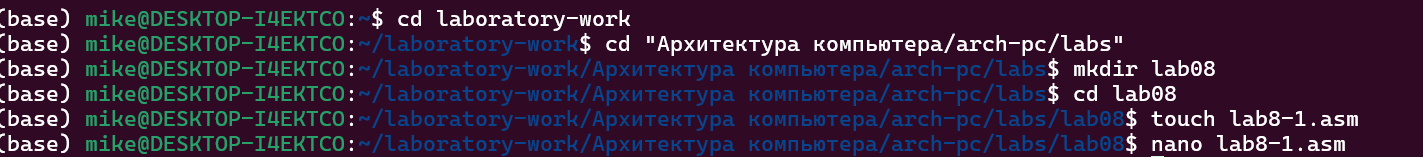 (base) mike@DESKTOP-I4EKTCO:~$ cd laboratory-work
(base) mike@DESKTOP-I4EKTCO:~/laboratory-work$ cd "Архитектура компьютера/arch-pc/labs"
(base) mike@DESKTOP-I4EKTCO:~/laboratory-work/Архитектура компьютера/arch-pc/labs$ mkdir lab08
(base) mike@DESKTOP-I4EKTCO:~/laboratory-work/Архитектура компьютера/arch-pc/labs$ cd lab08
(base) mike@DESKTOP-I4EKTCO:~/laboratory-work/Архитектура компьютера/arch-pc/labs/lab08$ touch lab8-1.asm
(base) mike@DESKTOP-I4EKTCO:~/laboratory-work/Архитектура компьютера/arch-pc/labs/lab08$ nano lab8-1.asm